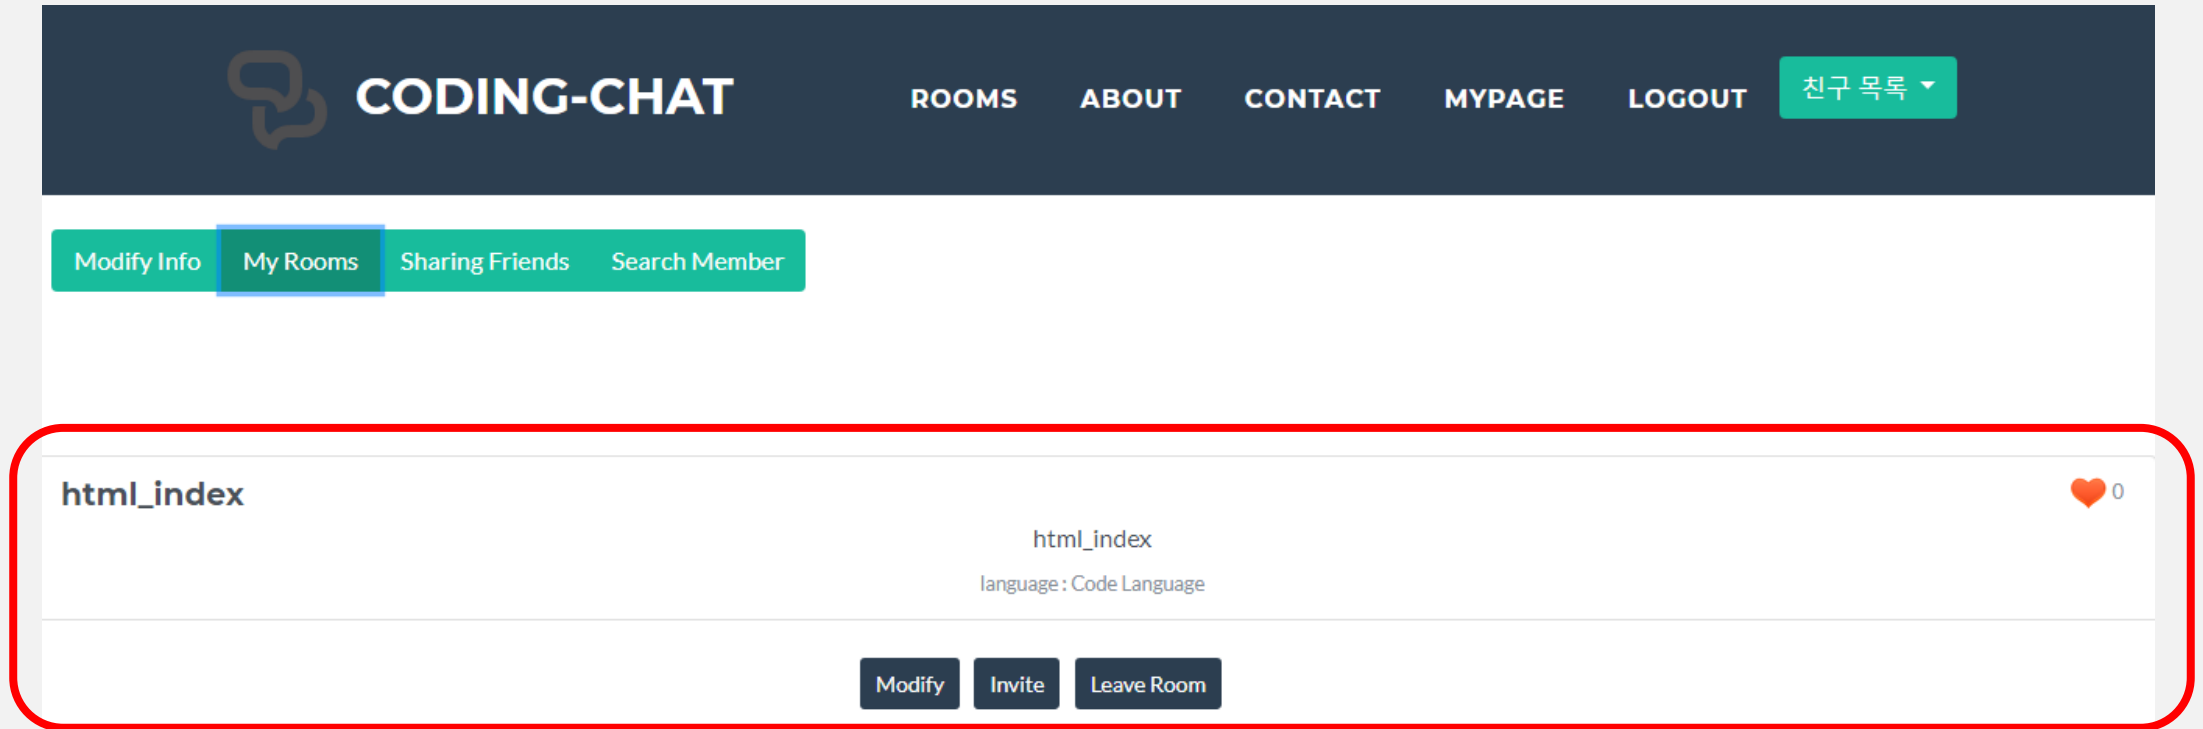 CODING-CHAT ROOMS ABOUT CONTACT MYPAGE LOGOUT 친구 목록
Modify Info My Rooms Sharing Friends Search Member
html_index 0
html_index
language : Code Language
Modify Invite Leave Room